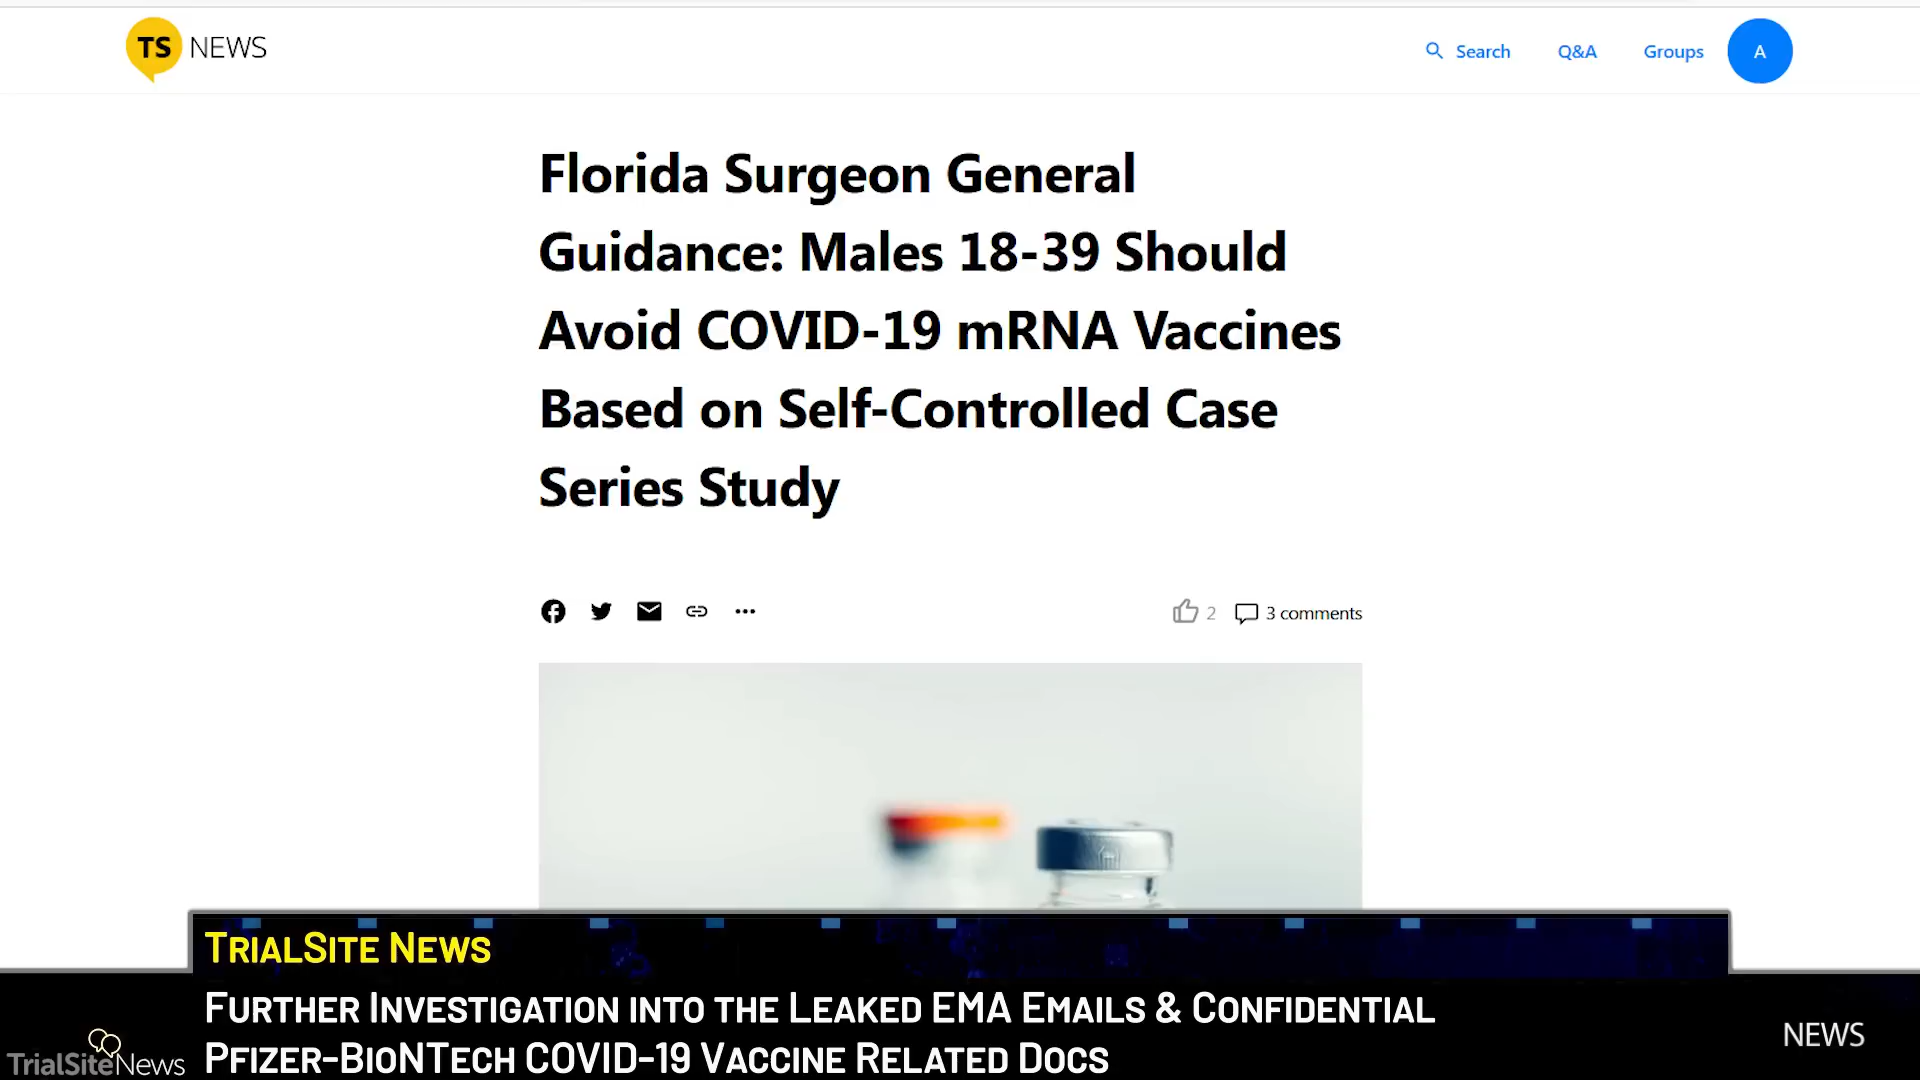 TS NEWS
Search
Q&A
Groups
A
Florida Surgeon General
Guidance: Males 18-39 Should
Avoid COVID-19 mRNA Vaccines
Based on Self-Controlled Case
Series Study
2
3 comments
TrialSite News
Further Investigation into the Leaked EMA Emails & Confidential
Pfizer-BioNTech COVID-19 Vaccine Related Docs
TrialSiteNews
NEWS